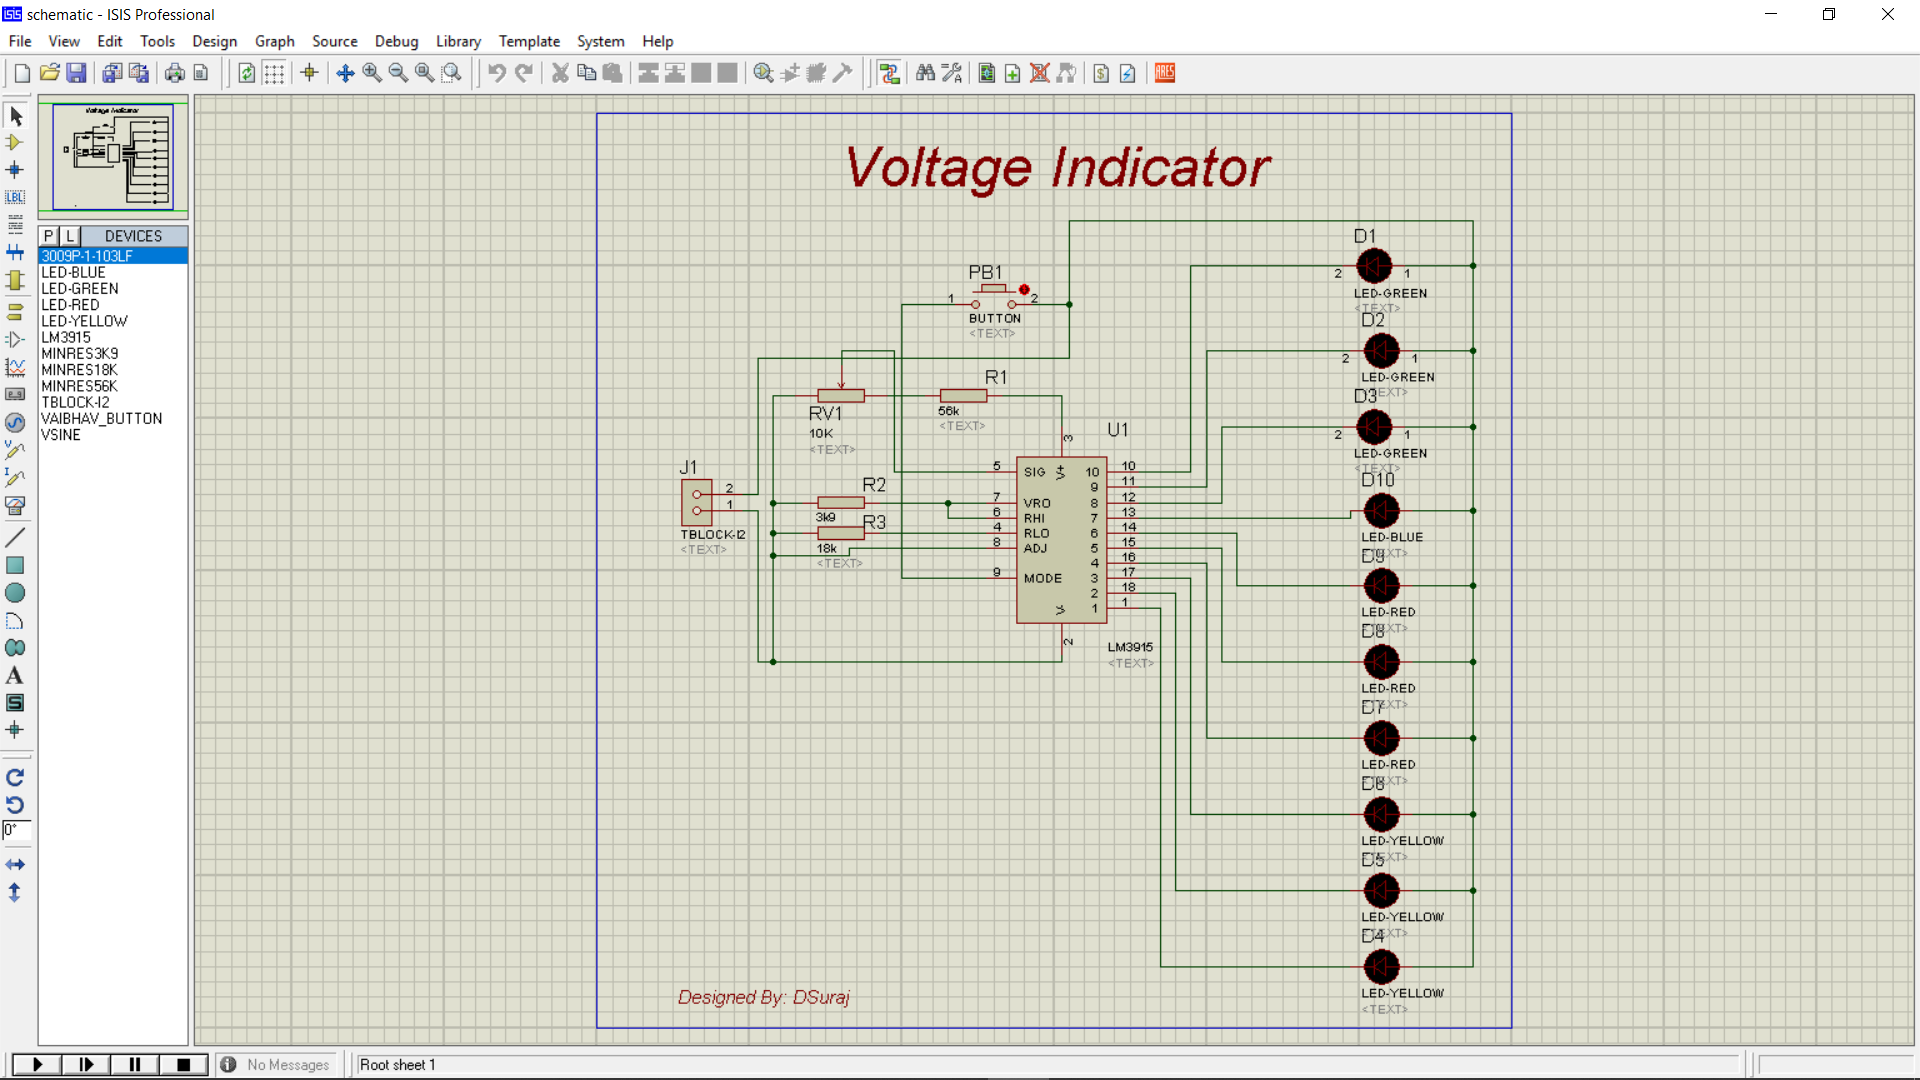 schematic - ISIS Professional
File View Edit Tools Design Graph Source Debug Library Template System Help
ARES
LBL
P L DEVICES
3009P-1-103LF
LED-BLUE
LED-GREEN
LED-RED
LED-YELLOW
LM3915
MINRES3K9
MINRES18K
MINRES56K
TBLOCK-I2
VAIBHAV_BUTTON
VSINE
0°
Voltage Indicator
PB1
1 2
BUTTON
<TEXT>
RV1
10K
<TEXT>
R1
56k
<TEXT>
J1
2
1
TBLOCK-I2
<TEXT>
R2
3k9
R3
18k
<TEXT>
U1
3
5 SIG V+ 10 10
9 11
7 VRO 8 12
6 RHI 7 13
4 RLO 6 14
8 ADJ 5 15
4 16
9 MODE 3 17
2 18
V- 1 1
2
LM3915
<TEXT>
D1
2 1
LED-GREEN
<TEXT>
D2
2 1
LED-GREEN
<TEXT>
D3
2 1
LED-GREEN
<TEXT>
D10
LED-BLUE
<TEXT>
D9
LED-RED
<TEXT>
D8
LED-RED
<TEXT>
D7
LED-RED
<TEXT>
D6
LED-YELLOW
<TEXT>
D5
LED-YELLOW
<TEXT>
D4
LED-YELLOW
<TEXT>
Designed By: DSuraj
No Messages
Root sheet 1